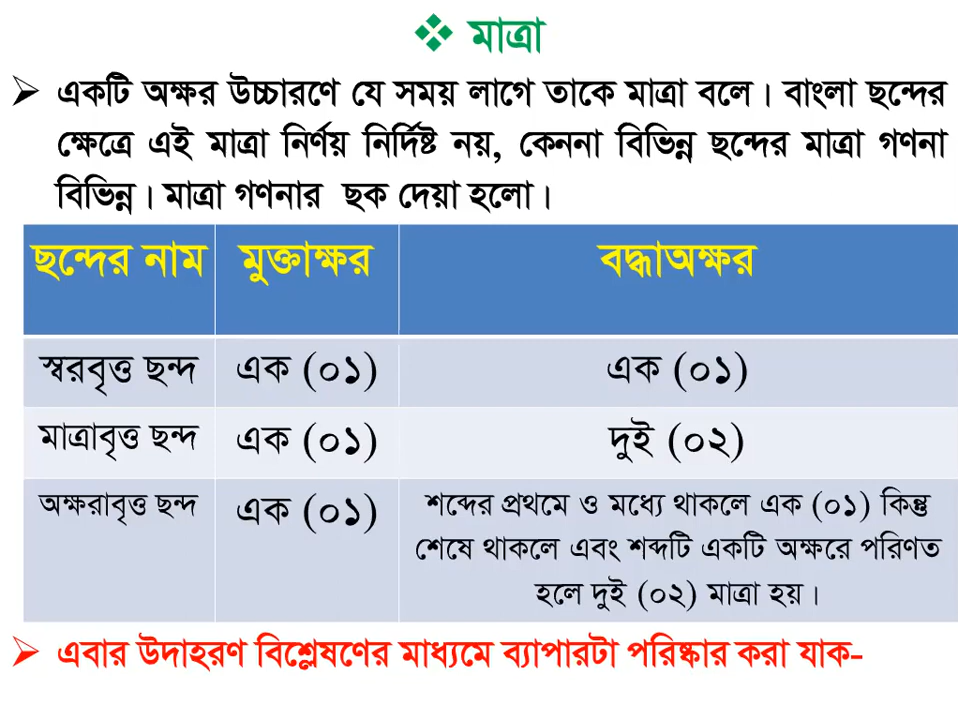 ❖ মাত্রা
➢ একটি অক্ষর উচ্চারণে যে সময় লাগে তাকে মাত্রা বলে। বাংলা ছন্দের
ক্ষেত্রে এই মাত্রা নির্ণয় নির্দিষ্ট নয়, কেননা বিভিন্ন ছন্দের মাত্রা গণনা
বিভিন্ন। মাত্রা গণনার ছক দেয়া হলো।
ছন্দের নাম মুক্তাক্ষর বদ্ধাঅক্ষর
স্বরবৃত্ত ছন্দ এক (০১) এক (০১)
মাত্রাবৃত্ত ছন্দ এক (০১) দুই (০২)
অক্ষরাবৃত্ত ছন্দ এক (০১) শব্দের প্রথমে ও মধ্যে থাকলে এক (০১) কিন্তু
শেষে থাকলে এবং শব্দটি একটি অক্ষরে পরিণত
হলে দুই (০২) মাত্রা হয়।
➢ এবার উদাহরণ বিশ্লেষণের মাধ্যমে ব্যাপারটা পরিষ্কার করা যাক-